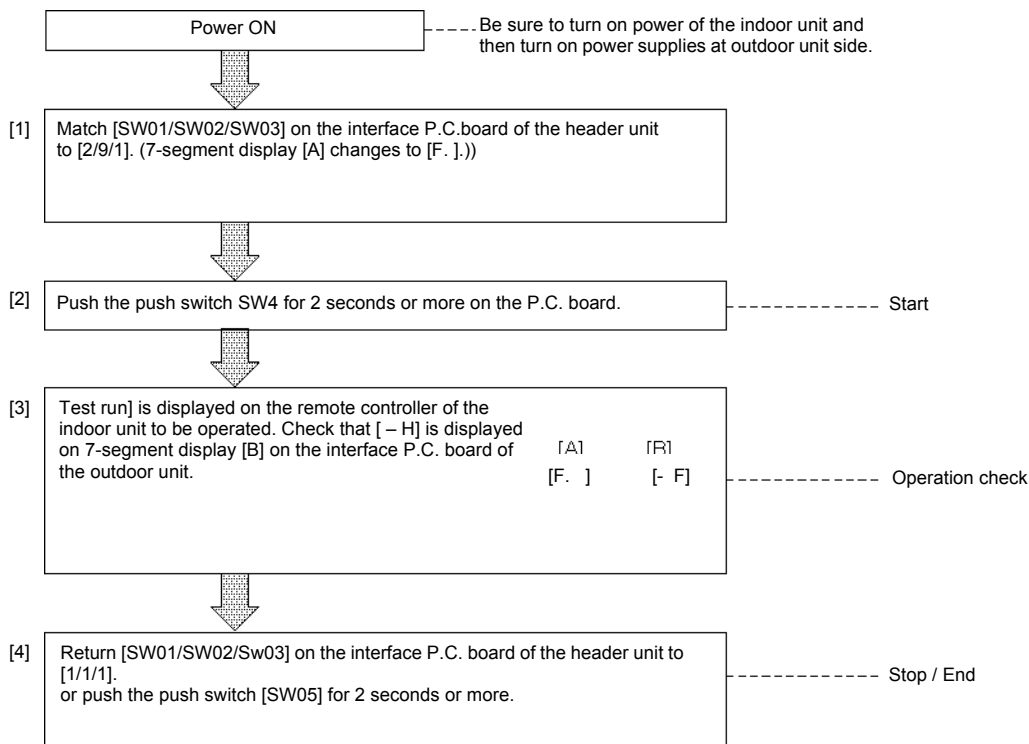 Power ON
Be sure to turn on power of the indoor unit and
then turn on power supplies at outdoor unit side.
[1]
Match [SW01/SW02/SW03] on the interface P.C.board of the header unit
to [2/9/1]. (7-segment display [A] changes to [F. ].))
[2]
Push the push switch SW4 for 2 seconds or more on the P.C. board.
Start
[3]
Test run] is displayed on the remote controller of the
indoor unit to be operated. Check that [ – H] is displayed
on 7-segment display [B] on the interface P.C. board of
the outdoor unit.
[A] [B]
[F. ] [- F]
Operation check
[4]
Return [SW01/SW02/Sw03] on the interface P.C. board of the header unit to
[1/1/1].
or push the push switch [SW05] for 2 seconds or more.
Stop / End